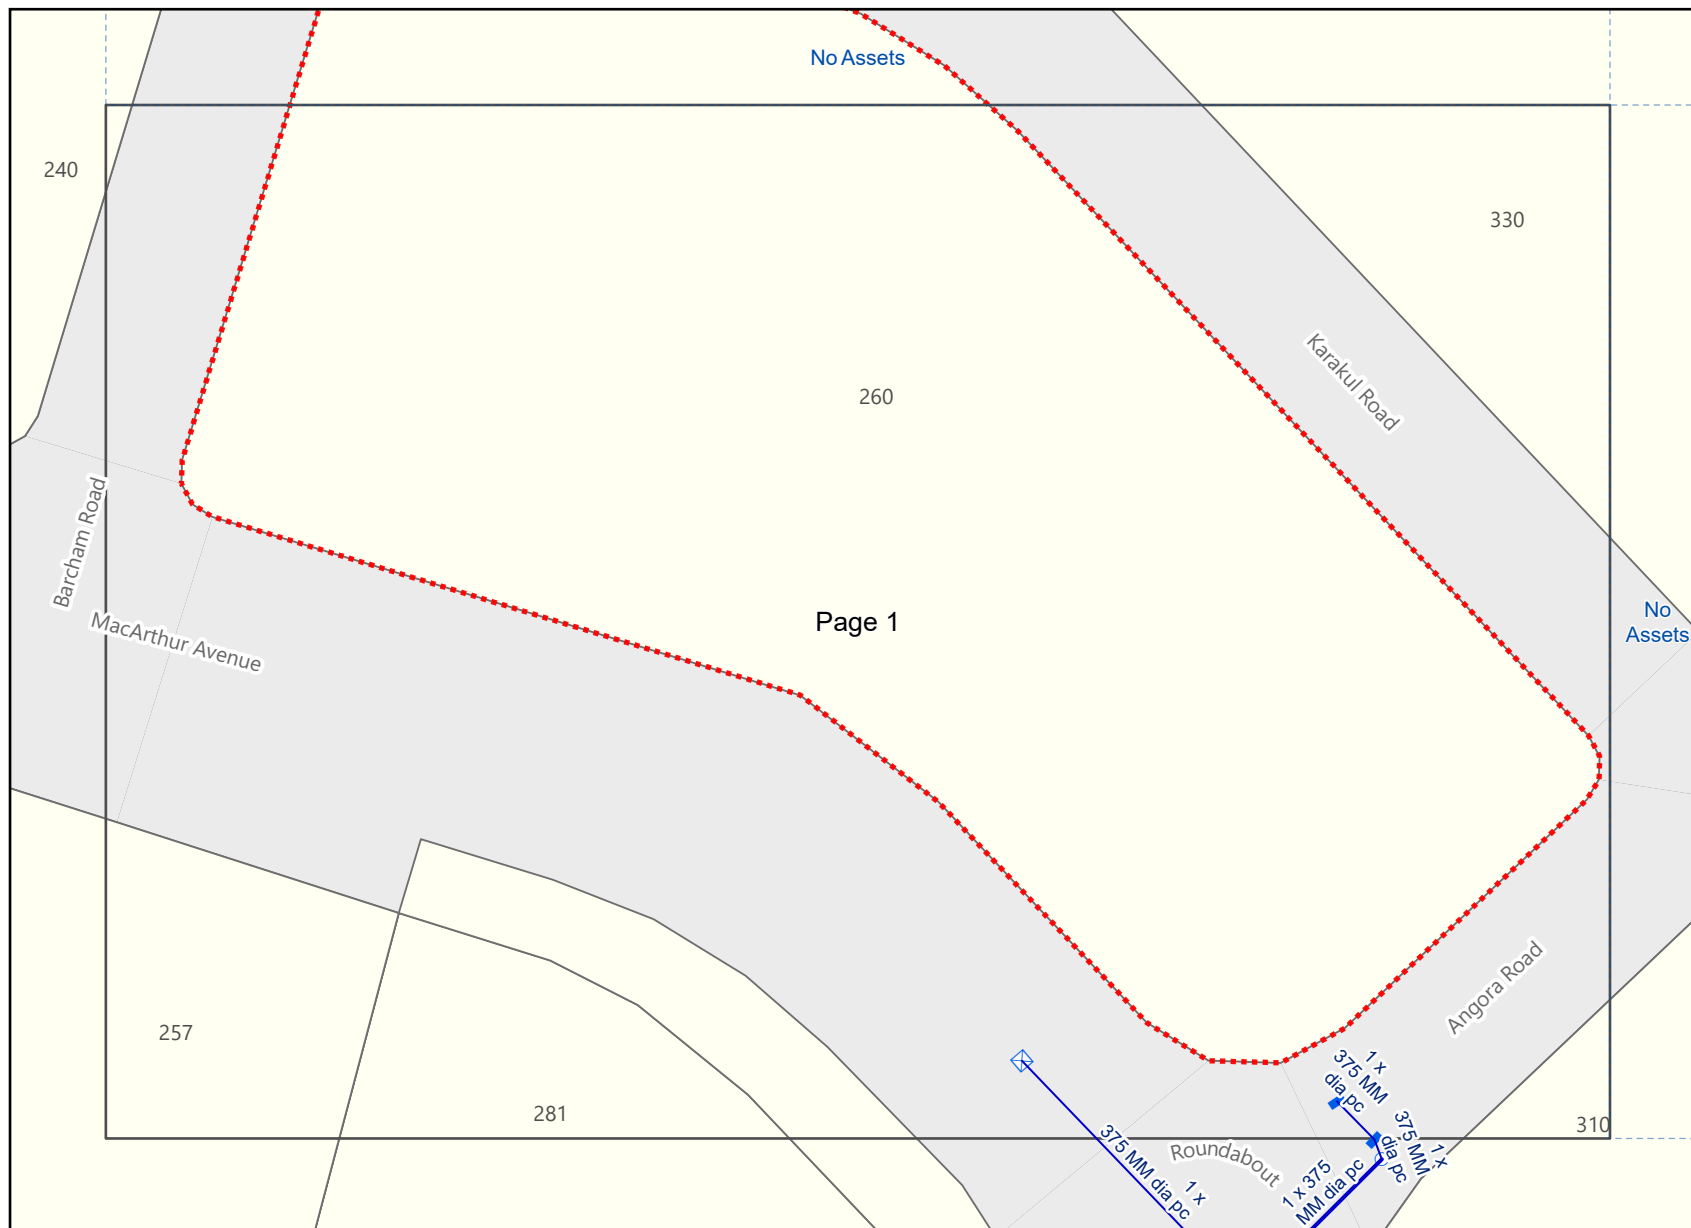 No Assets
240
330
Karakul Road
260
Barcham Road
No
Assets
Page 1
MacArthur Avenue
Angora Road
257
281
310
1 x
375 MM
dia pc
1 x
375 MM
dia pc
1 x
375 MM dia pc
Roundabout
1 x 375
MM dia pc